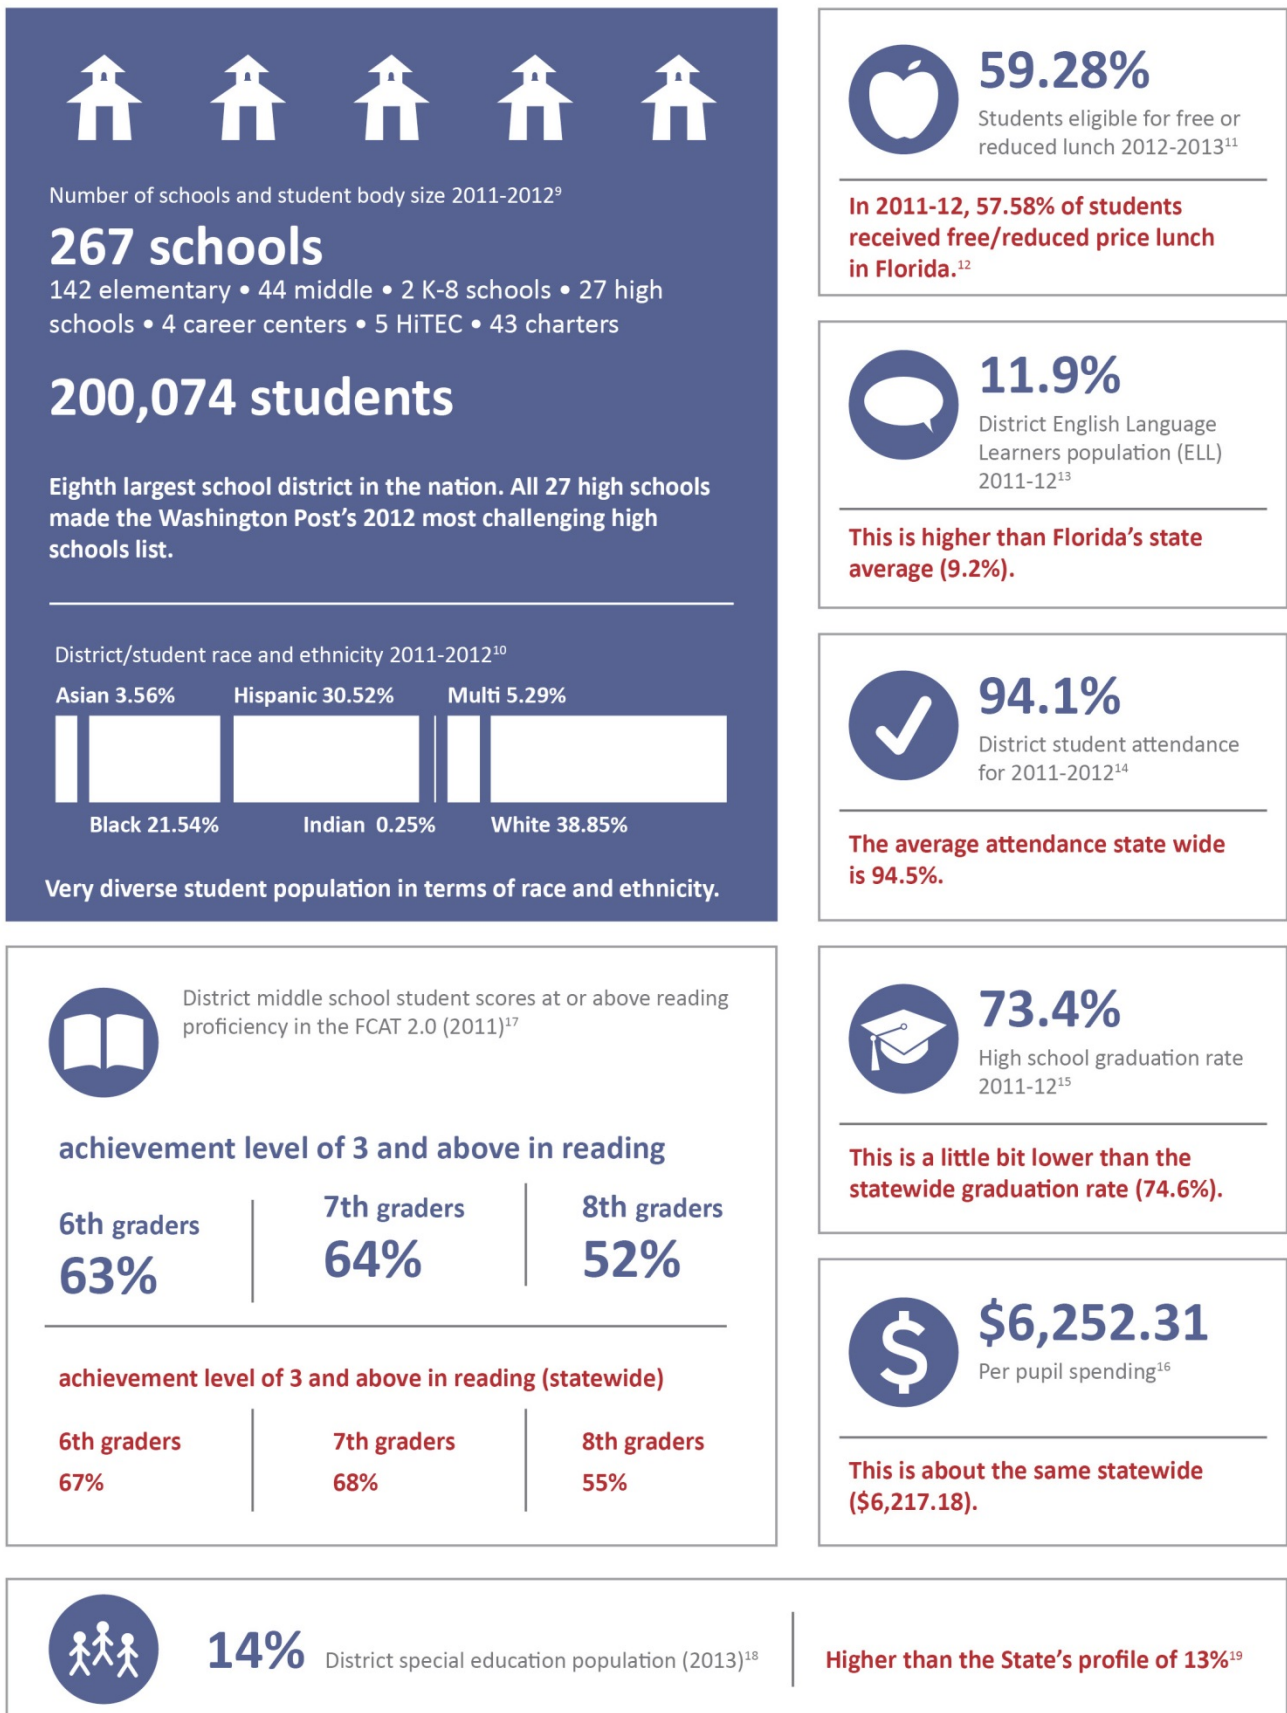 Number of schools and student body size 2011-2012⁹
267 schools
142 elementary • 44 middle • 2 K-8 schools • 27 high
schools • 4 career centers • 5 HiTEC • 43 charters
200,074 students
Eighth largest school district in the nation. All 27 high schools
made the Washington Post’s 2012 most challenging high
schools list.
District/student race and ethnicity 2011-2012¹⁰
Asian 3.56% Hispanic 30.52% Multi 5.29%
Black 21.54% Indian 0.25% White 38.85%
Very diverse student population in terms of race and ethnicity.
59.28%
Students eligible for free or
reduced lunch 2012-2013¹¹
In 2011-12, 57.58% of students
received free/reduced price lunch
in Florida.¹²
11.9%
District English Language
Learners population (ELL)
2011-12¹³
This is higher than Florida’s state
average (9.2%).
94.1%
District student attendance
for 2011-2012¹⁴
The average attendance state wide
is 94.5%.
District middle school student scores at or above reading
proficiency in the FCAT 2.0 (2011)¹⁷
achievement level of 3 and above in reading
6th graders 7th graders 8th graders
63% 64% 52%
achievement level of 3 and above in reading (statewide)
6th graders 7th graders 8th graders
67% 68% 55%
73.4%
High school graduation rate
2011-12¹⁵
This is a little bit lower than the
statewide graduation rate (74.6%).
$
$6,252.31
Per pupil spending¹⁶
This is about the same statewide
($6,217.18).
14% District special education population (2013)¹⁸
Higher than the State’s profile of 13%¹⁹